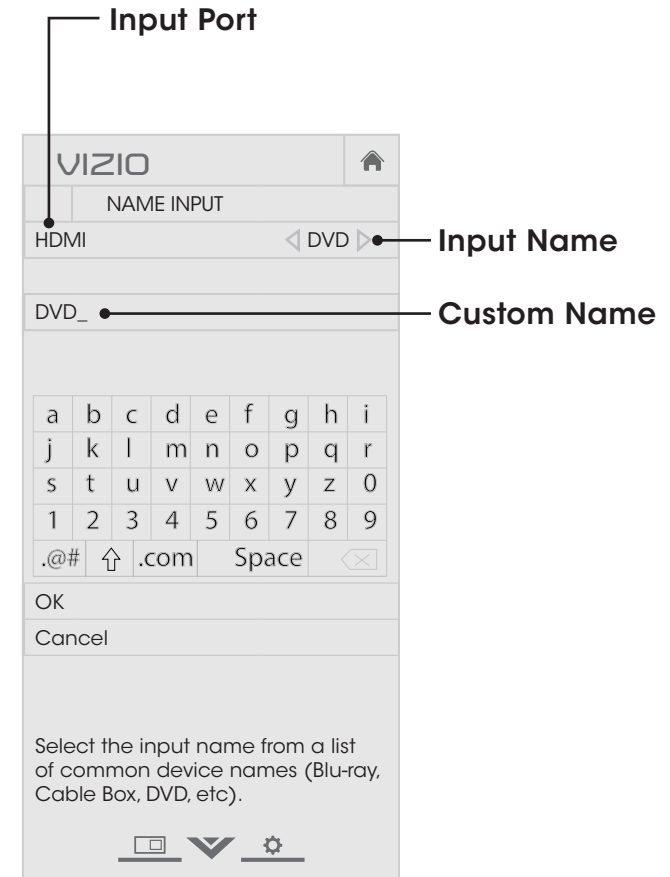 Input Port
VIZIO
NAME INPUT
HDMI DVD Input Name
DVD_ Custom Name
a b c d e f g h i
j k l m n o p q r
s t u v w x y z 0
1 2 3 4 5 6 7 8 9
.@# .com Space
OK
Cancel
Select the input name from a list
of common device names (Blu-ray,
Cable Box, DVD, etc).